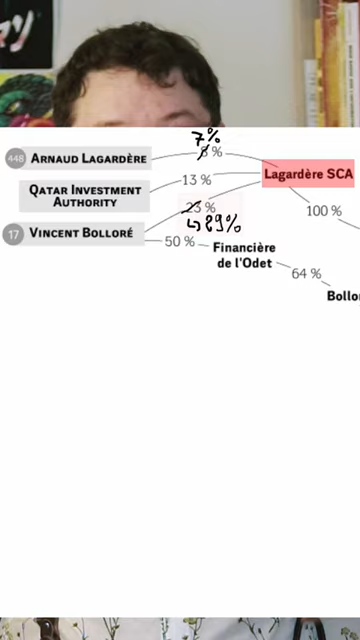 7%
8 %
448 ARNAUD LAGARDÈRE
Lagardère SCA
13 %
QATAR INVESTMENT
AUTHORITY
23 %
100 %
↳ 29%
17 VINCENT BOLLORÉ
50 %
Financière
de l'Odet
64 %
Bollo